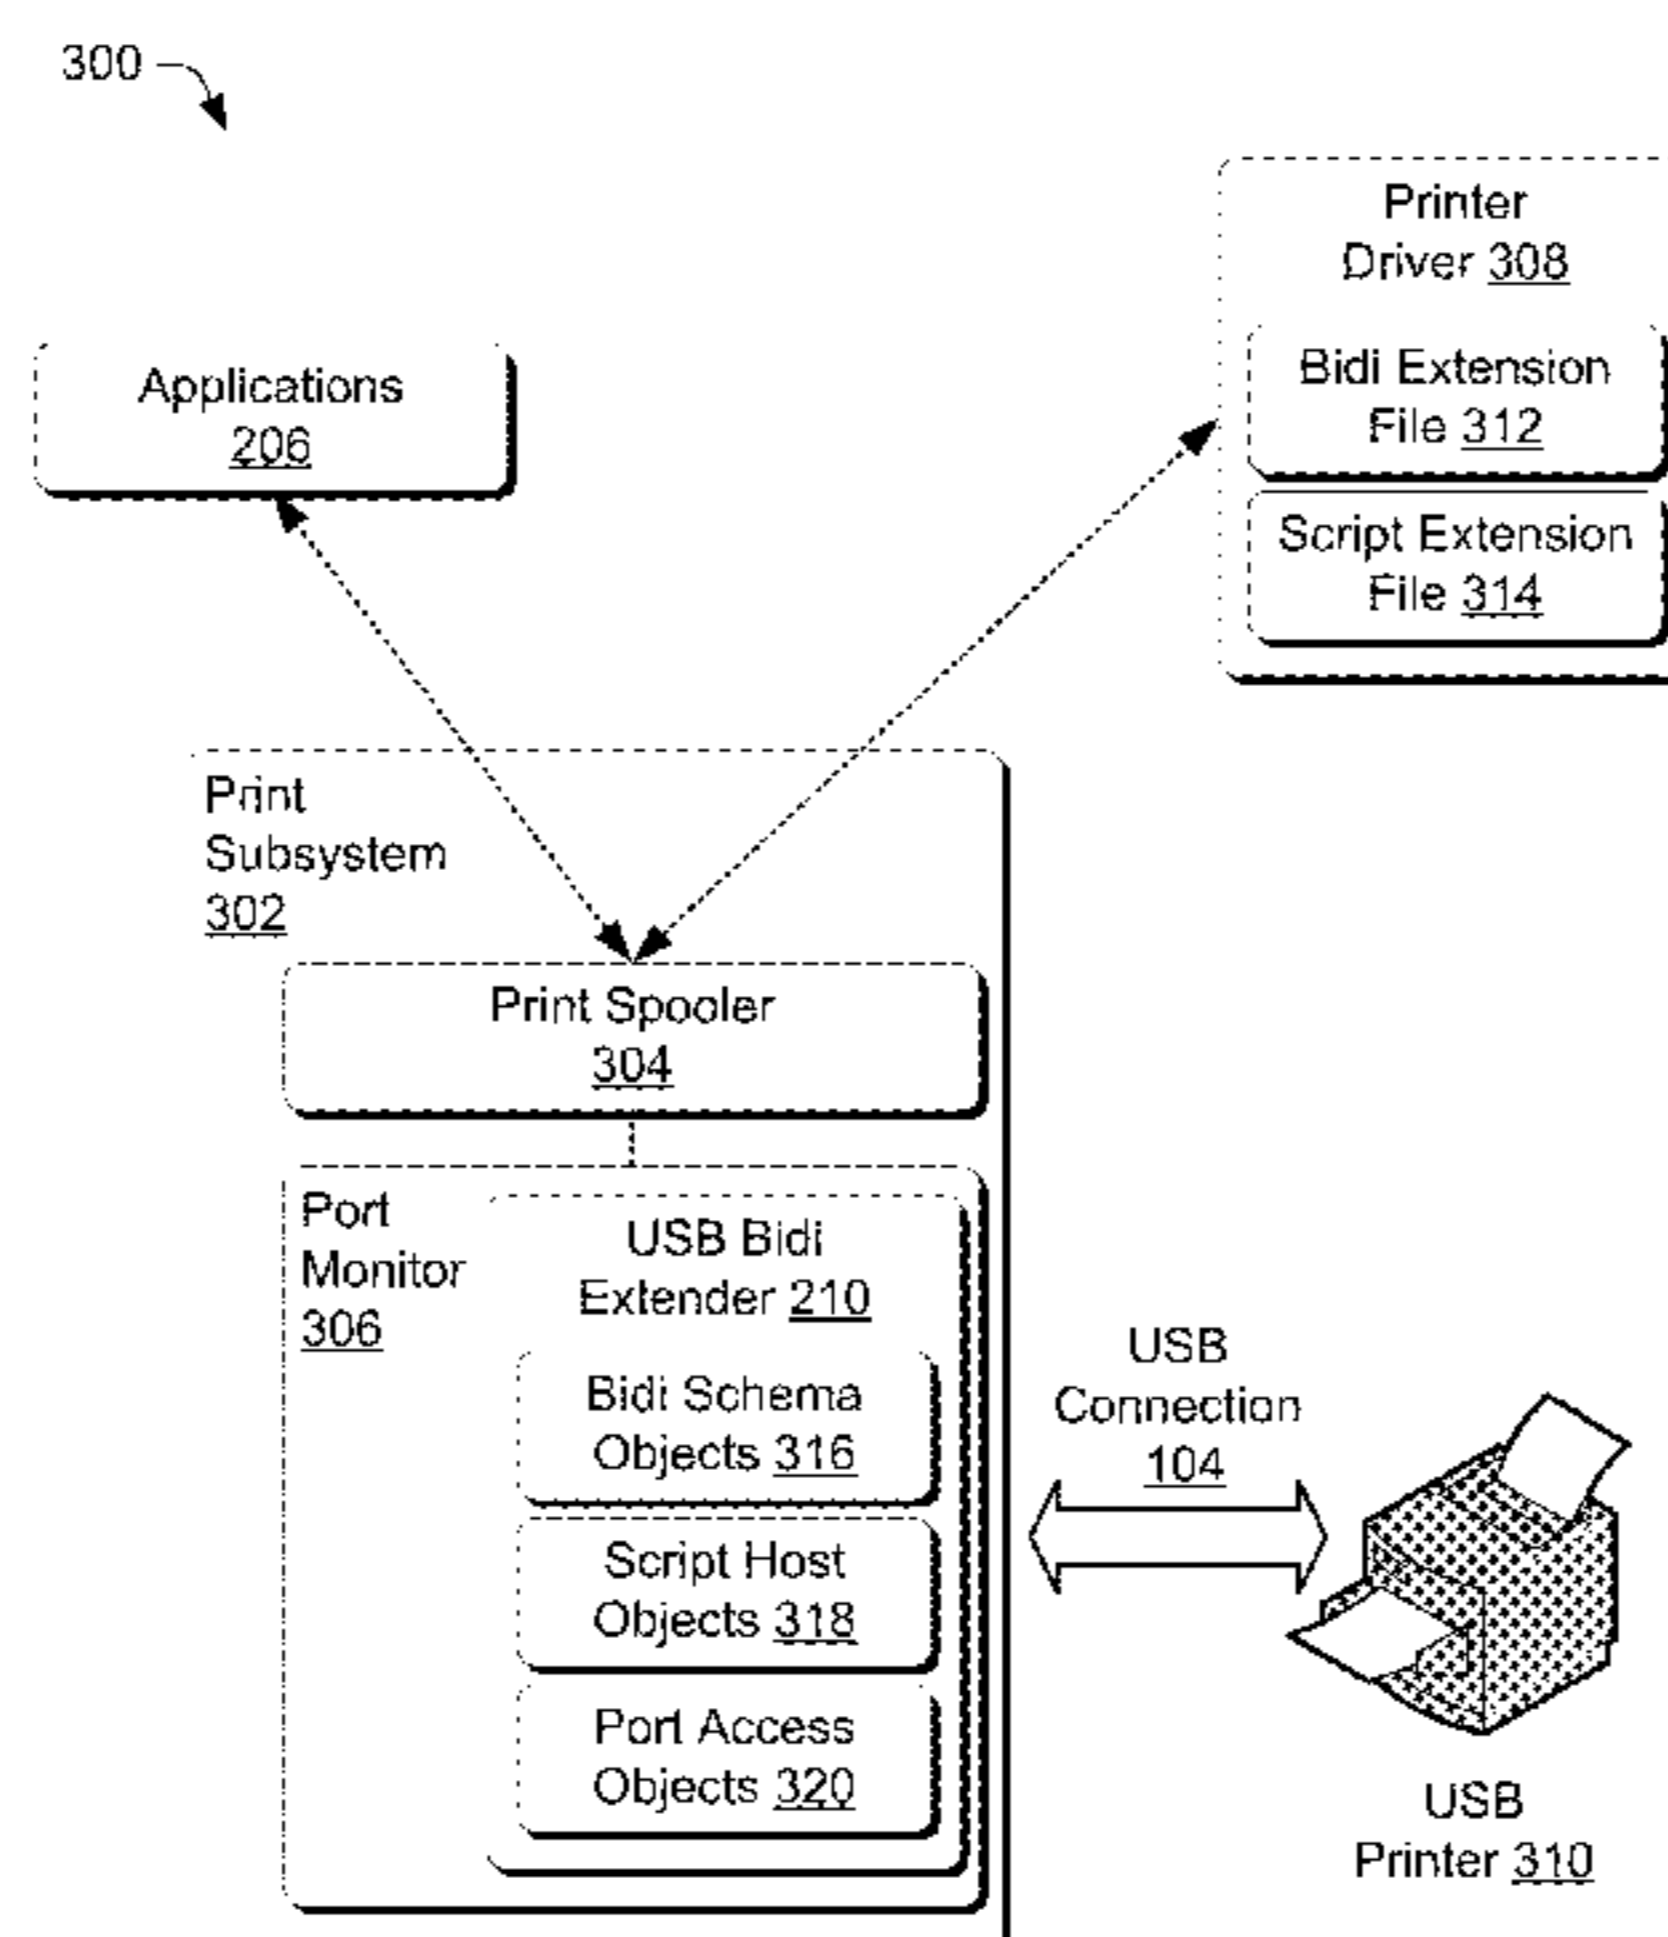 300
Printer
Driver 308
Bidi Extension
File 312
Script Extension
File 314
Applications
206
Print
Subsystem
302
Print Spooler
304
Port
Monitor
306
USB Bidi
Extender 210
Bidi Schema
Objects 316
Script Host
Objects 318
Port Access
Objects 320
USB
Connection
104
USB
Printer 310